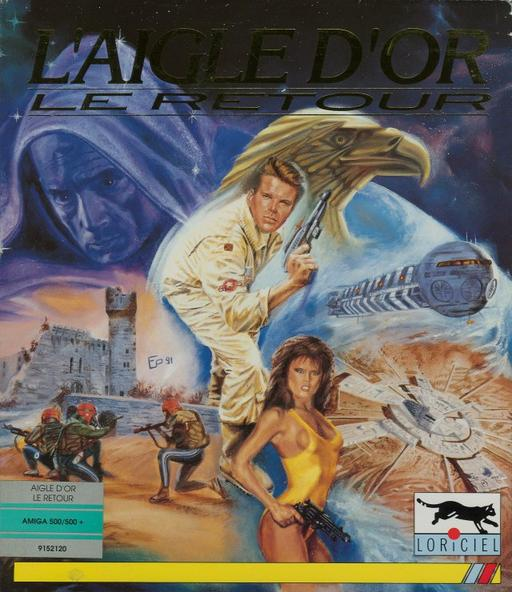 L'AIGLE D'OR
LE RETOUR
EP 91
AIGLE D'OR
LE RETOUR
AMIGA 500/500 +
9152120
LORICIEL